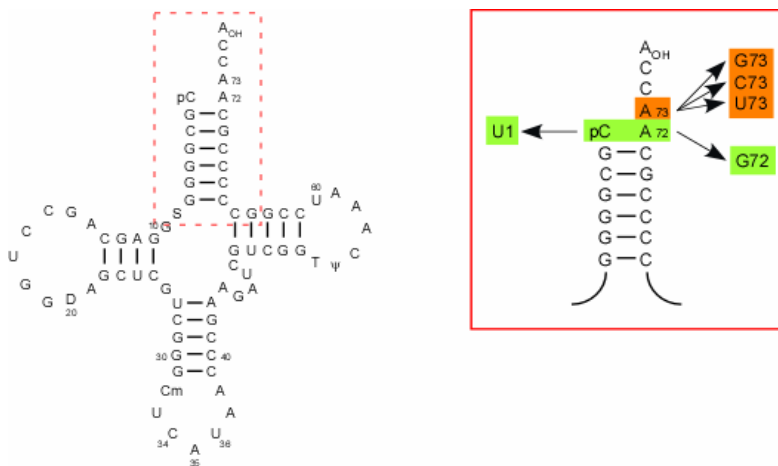 A OH
C
C
A 73
pC A 72
G C
C G
G C
G C
G C
G C
S
G
10 G A G C
A G C C U G G D 20 A
G C U C
G
C G G C C
U 60 A A A C
ψ T
G G C U
G C U A G A
U A
C G
G C
30 G C 40
G C
Cm A
U A
C 34 U 36
A 35
A OH
C
C
A 73
pC A 72
G C
C G
G C
G C
G C
G C
U1
G73
C73
U73
G72